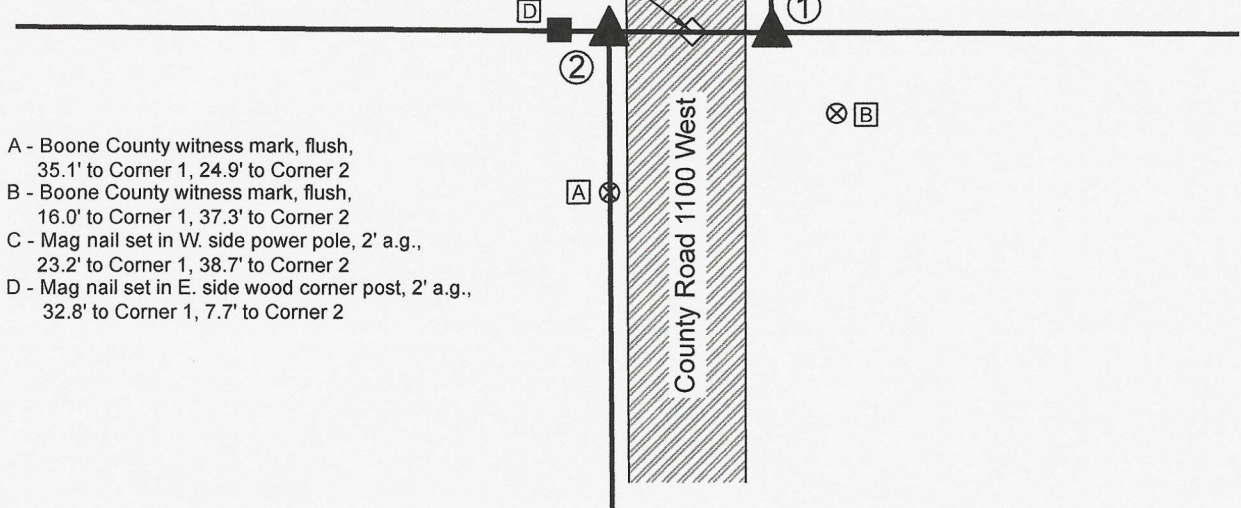 D
1
2
B
A - Boone County witness mark, flush,
35.1' to Corner 1, 24.9' to Corner 2
B - Boone County witness mark, flush,
16.0' to Corner 1, 37.3' to Corner 2
C - Mag nail set in W. side power pole, 2' a.g.,
23.2' to Corner 1, 38.7' to Corner 2
D - Mag nail set in E. side wood corner post, 2' a.g.,
32.8' to Corner 1, 7.7' to Corner 2
A
County Road 1100 West